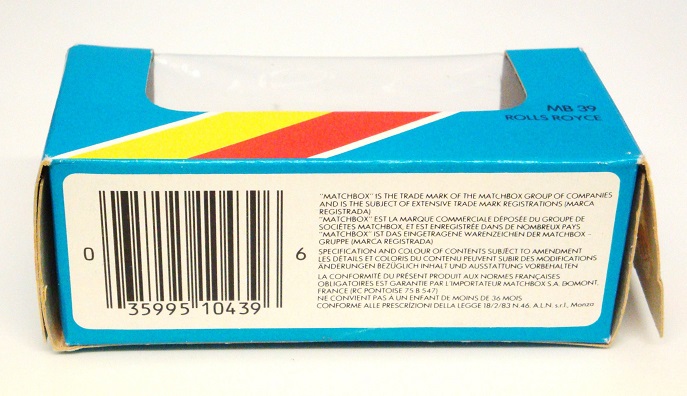 MB 39
ROLLS ROYCE
"MATCHBOX" IS THE TRADE MARK OF THE MATCHBOX GROUP OF COMPANIES
AND IS THE SUBJECT OF EXTENSIVE TRADE MARK REGISTRATIONS (MARCA
REGISTRADA)
"MATCHBOX" EST LA MARQUE COMMERCIALE DÉPOSÉE DU GROUPE DE
SOCIÉTÉS MATCHBOX, ET EST ENREGISTRÉE DANS DE NOMBREUX PAYS
"MATCHBOX" IST DAS EINGETRAGENE WARENZEICHEN DER MATCHBOX –
GRUPPE (MARCA REGISTRADA)
SPECIFICATION AND COLOUR OF CONTENTS SUBJECT TO AMENDMENT
LES DÉTAILS ET COLORIS DU CONTENU PEUVENT SUBIR DES MODIFICATIONS
ÄNDERUNGEN BEZÜGLICH INHALT UND AUSSTATTUNG VORBEHALTEN
LA CONFORMITÉ DU PRÉSENT PRODUIT AUX NORMES FRANÇAISES
OBLIGATOIRES EST GARANTIE PAR L'IMPORTATEUR MATCHBOX S.A. DOMONT,
FRANCE (RC PONTOISE 75 B 547)
NE CONVIENT PAS A UN ENFANT DE MOINS DE 36 MOIS
CONFORME ALLE PRESCRIZIONI DELLA LEGGE 18/2/83 N.46. A.L.N. s.r.l., Monza
0 35995 10439 6